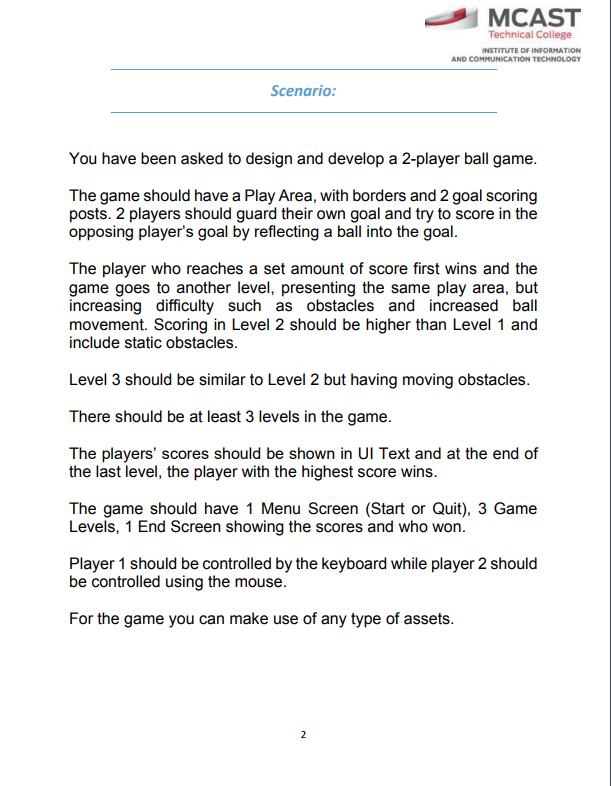 MCAST
Technical College
INSTITUTE OF INFORMATION
AND COMMUNICATION TECHNOLOGY
Scenario:
You have been asked to design and develop a 2-player ball game.
The game should have a Play Area, with borders and 2 goal scoring
posts. 2 players should guard their own goal and try to score in the
opposing player's goal by reflecting a ball into the goal.
The player who reaches a set amount of score first wins and the
game goes to another level, presenting the same play area, but
increasing difficulty such as obstacles and increased ball
movement. Scoring in Level 2 should be higher than Level 1 and
include static obstacles.
Level 3 should be similar to Level 2 but having moving obstacles.
There should be at least 3 levels in the game.
The players' scores should be shown in UI Text and at the end of
the last level, the player with the highest score wins.
The game should have 1 Menu Screen (Start or Quit), 3 Game
Levels, 1 End Screen showing the scores and who won.
Player 1 should be controlled by the keyboard while player 2 should
be controlled using the mouse.
For the game you can make use of any type of assets.
2